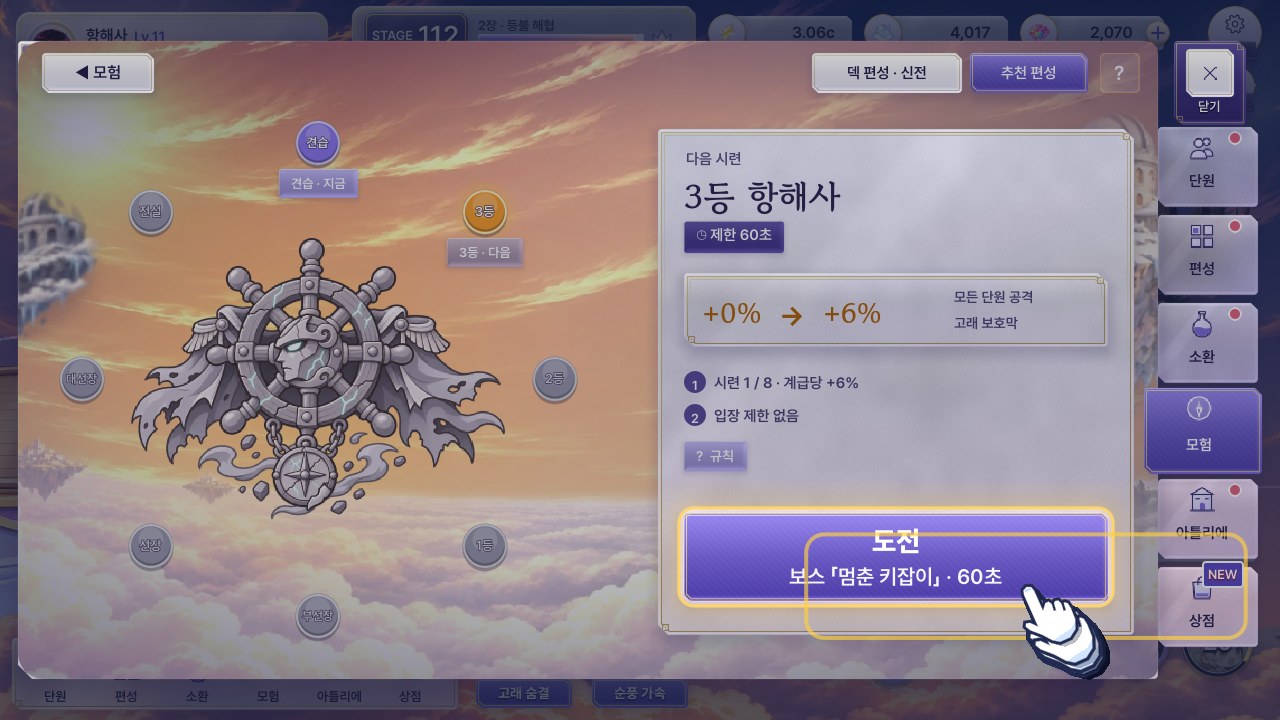 항해사 Lv.11
STAGE 112
2장 · 등불 해협
3.06c
4,017
2,070
◀ 모험
덱 편성 · 신전
추천 편성
?
닫기
견습
견습 · 지금
전설
3등
3등 · 다음
대선장
2등
선장
1등
부선장
다음 시련
3등 항해사
제한 60초
+0% → +6%
모든 단원 공격
고래 보호막
1 시련 1 / 8 · 계급당 +6%
2 입장 제한 없음
? 규칙
도전
보스 「멈춘 키잡이」 · 60초
단원
편성
소환
모험
아틀리에
NEW
상점
단원
편성
소환
모험
아틀리에
상점
고래 숨결
순풍 가속